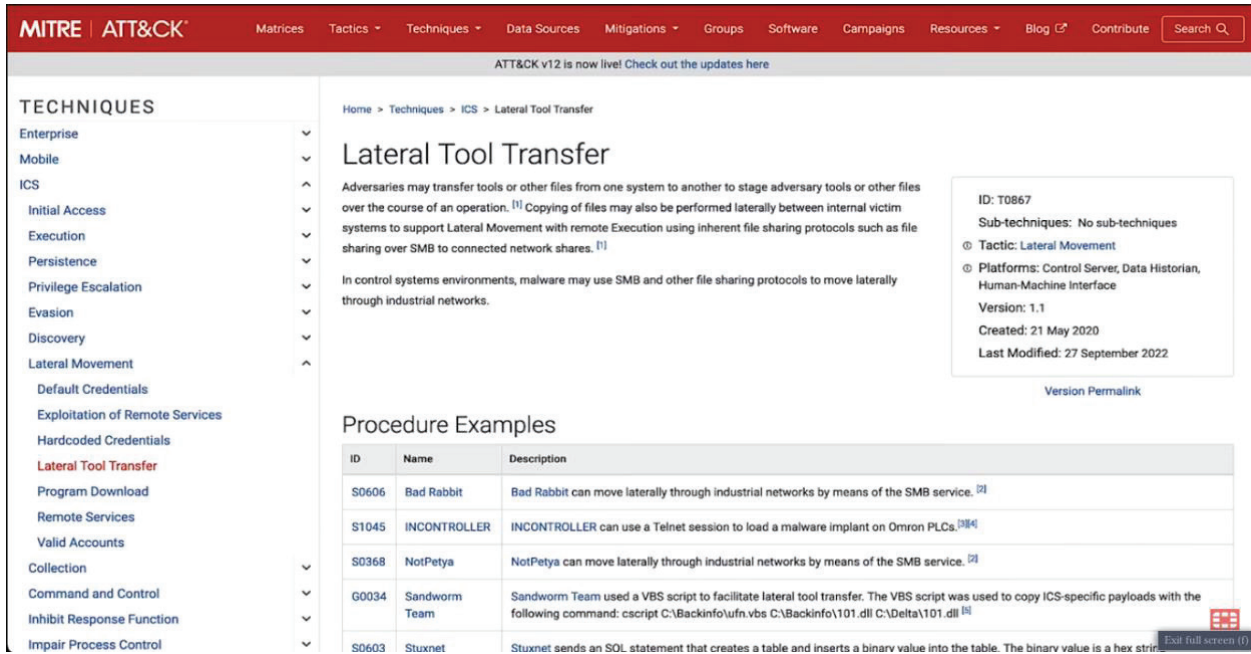 MITRE | ATT&CK®
Matrices Tactics Techniques Data Sources Mitigations Groups Software Campaigns Resources Blog Contribute Search
ATT&CK v12 is now live! Check out the updates here
TECHNIQUES
Enterprise
Mobile
ICS
Initial Access
Execution
Persistence
Privilege Escalation
Evasion
Discovery
Lateral Movement
Default Credentials
Exploitation of Remote Services
Hardcoded Credentials
Lateral Tool Transfer
Program Download
Remote Services
Valid Accounts
Collection
Command and Control
Inhibit Response Function
Impair Process Control
Home > Techniques > ICS > Lateral Tool Transfer
Lateral Tool Transfer
Adversaries may transfer tools or other files from one system to another to stage adversary tools or other files
over the course of an operation. [1] Copying of files may also be performed laterally between internal victim
systems to support Lateral Movement with remote Execution using inherent file sharing protocols such as file
sharing over SMB to connected network shares. [1]
In control systems environments, malware may use SMB and other file sharing protocols to move laterally
through industrial networks.
ID: T0867
Sub-techniques: No sub-techniques
Tactic: Lateral Movement
Platforms: Control Server, Data Historian,
Human-Machine Interface
Version: 1.1
Created: 21 May 2020
Last Modified: 27 September 2022
Version Permalink
Procedure Examples
ID Name Description
S0606 Bad Rabbit Bad Rabbit can move laterally through industrial networks by means of the SMB service. [2]
S1045 INCONTROLLER INCONTROLLER can use a Telnet session to load a malware implant on Omron PLCs.[3][4]
S0368 NotPetya NotPetya can move laterally through industrial networks by means of the SMB service. [2]
G0034 Sandworm Team Sandworm Team used a VBS script to facilitate lateral tool transfer. The VBS script was used to copy ICS-specific payloads with the
following command: cscript C:\Backinfo\ufn.vbs C:\Backinfo\101.dll C:\Delta\101.dll [5]
S0603 Stuxnet Stuxnet sends an SQL statement that creates a table and inserts a binary value into the table. The binary value is a hex string
Exit full screen (f)